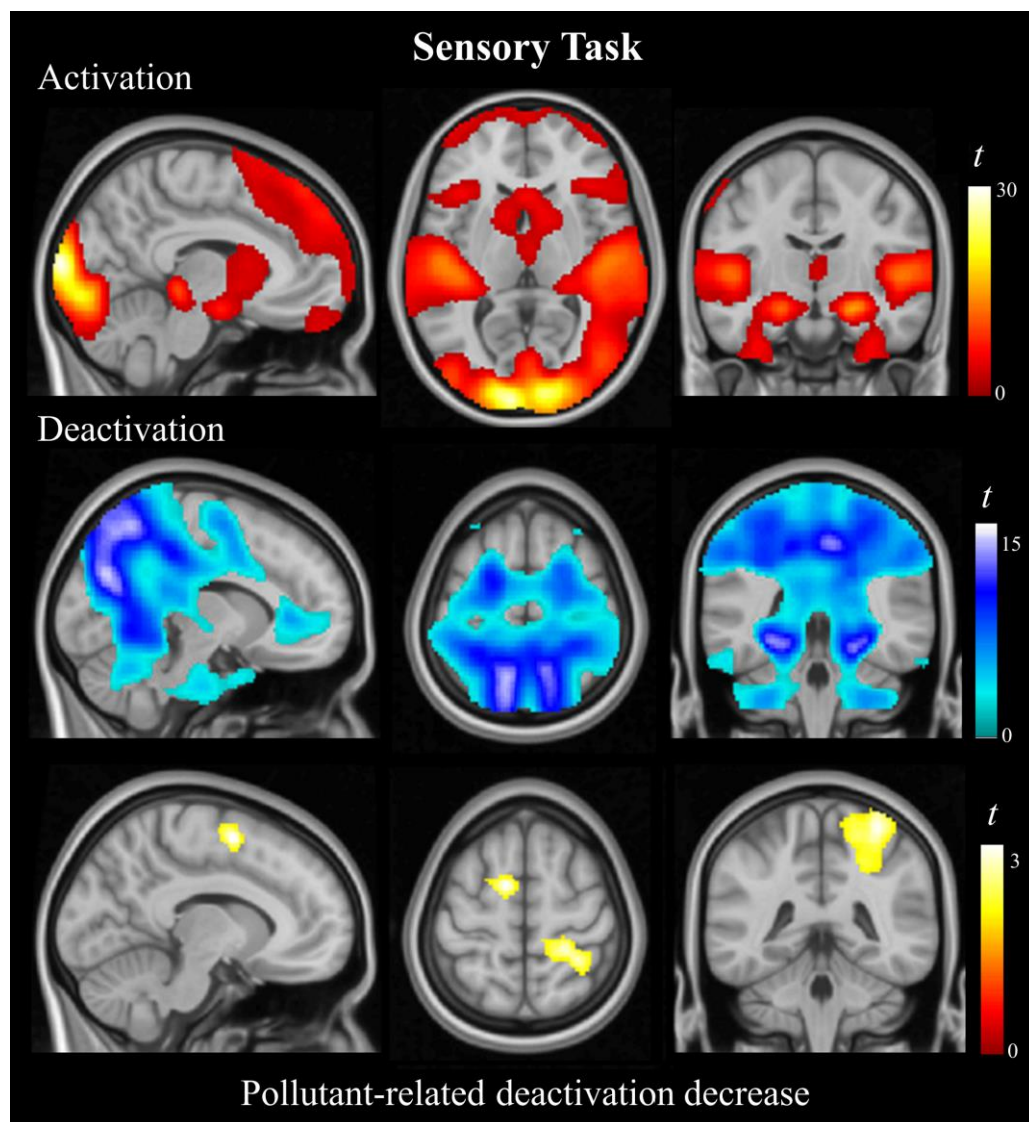 Sensory Task
Activation
t
30
0
Deactivation
t
15
0
t
3
0
Pollutant-related deactivation decrease